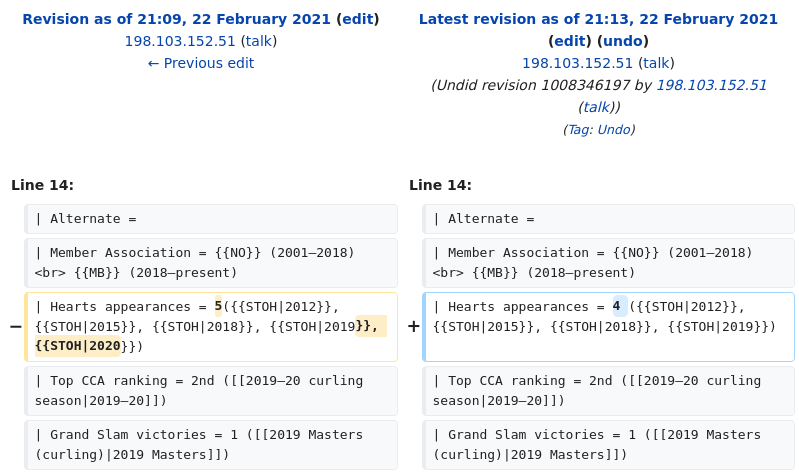 Revision as of 21:09, 22 February 2021 (edit)
198.103.152.51 (talk)
← Previous edit
Latest revision as of 21:13, 22 February 2021
(edit) (undo)
198.103.152.51 (talk)
(Undid revision 1008346197 by 198.103.152.51
(talk))
(Tag: Undo)
Line 14:
| Alternate =
| Member Association = {{NO}} (2001–2018)
<br> {{MB}} (2018–present)
− | Hearts appearances = 5({{STOH|2012}},
{{STOH|2015}}, {{STOH|2018}}, {{STOH|2019}},
{{STOH|2020}})
| Top CCA ranking = 2nd ([[2019–20 curling
season|2019–20]])
| Grand Slam victories = 1 ([[2019 Masters
(curling)|2019 Masters]])
Line 14:
| Alternate =
| Member Association = {{NO}} (2001–2018)
<br> {{MB}} (2018–present)
+ | Hearts appearances = 4 ({{STOH|2012}},
{{STOH|2015}}, {{STOH|2018}}, {{STOH|2019}})
| Top CCA ranking = 2nd ([[2019–20 curling
season|2019–20]])
| Grand Slam victories = 1 ([[2019 Masters
(curling)|2019 Masters]])